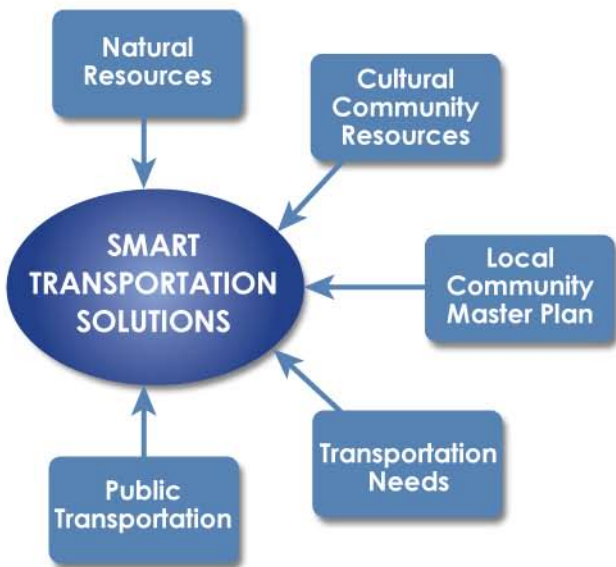 Natural
Resources
Cultural
Community
Resources
SMART
TRANSPORTATION
SOLUTIONS
Local
Community
Master Plan
Transportation
Needs
Public
Transportation